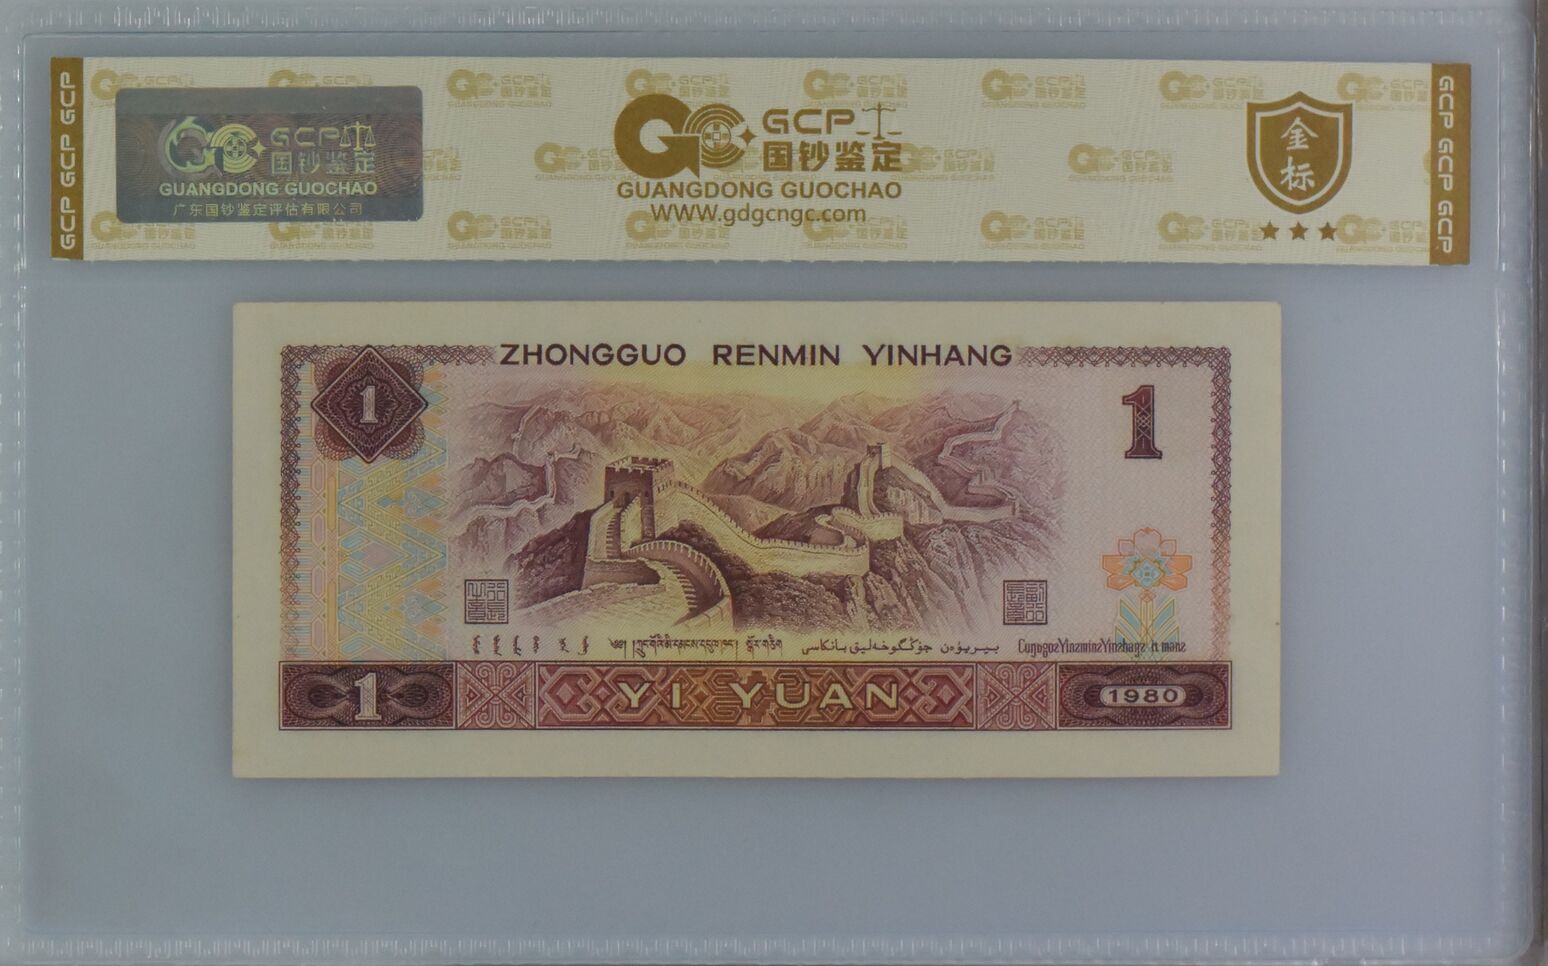 GCP GCP GCP
GCP
国钞鉴定
GUANGDONG GUOCHAO
广东国钞鉴定评估有限公司
GCP
国钞鉴定
GUANGDONG GUOCHAO
WWW.gdgcngc.com
金
标
GCP GCP GCP
ZHONGGUO RENMIN YINHANG
1
1
1
YI YUAN
1980